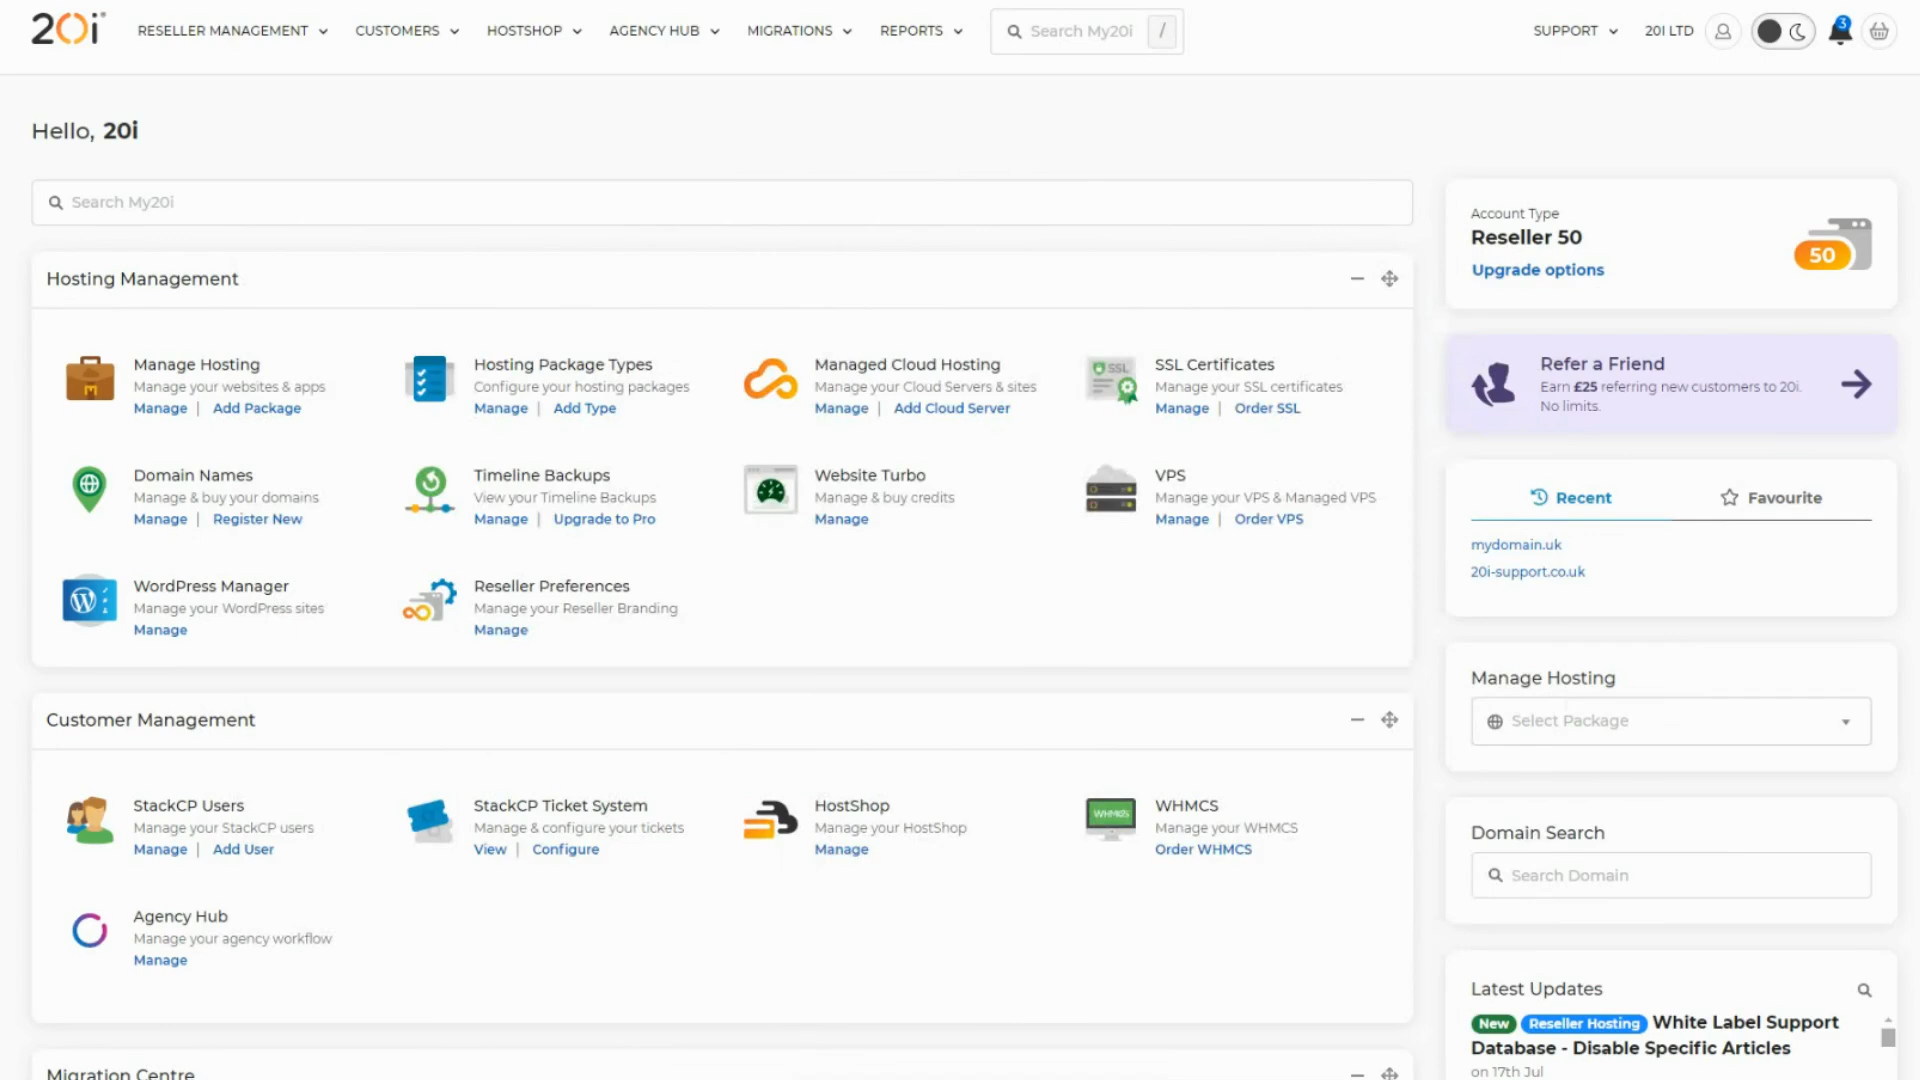 20i
RESELLER MANAGEMENT
CUSTOMERS
HOSTSHOP
AGENCY HUB
MIGRATIONS
REPORTS
Search My20i /
SUPPORT
20I LTD
3
Hello, 20i
Search My20i
Hosting Management
Manage Hosting
Manage your websites & apps
Manage | Add Package
Hosting Package Types
Configure your hosting packages
Manage | Add Type
Managed Cloud Hosting
Manage your Cloud Servers & sites
Manage | Add Cloud Server
SSL
SSL Certificates
Manage your SSL certificates
Manage | Order SSL
Domain Names
Manage & buy your domains
Manage | Register New
Timeline Backups
View your Timeline Backups
Manage | Upgrade to Pro
Website Turbo
Manage & buy credits
Manage
VPS
Manage your VPS & Managed VPS
Manage | Order VPS
WordPress Manager
Manage your WordPress sites
Manage
Reseller Preferences
Manage your Reseller Branding
Manage
Customer Management
StackCP Users
Manage your StackCP users
Manage | Add User
StackCP Ticket System
Manage & configure your tickets
View | Configure
HostShop
Manage your HostShop
Manage
WHMCS
WHMCS
Manage your WHMCS
Order WHMCS
Agency Hub
Manage your agency workflow
Manage
Migration Centre
Account Type
Reseller 50
Upgrade options
50
Refer a Friend
Earn £25 referring new customers to 20i.
No limits.
Recent
Favourite
mydomain.uk
20i-support.co.uk
Manage Hosting
Select Package
Domain Search
Search Domain
Latest Updates
New Reseller Hosting White Label Support
Database - Disable Specific Articles
on 17th Jul